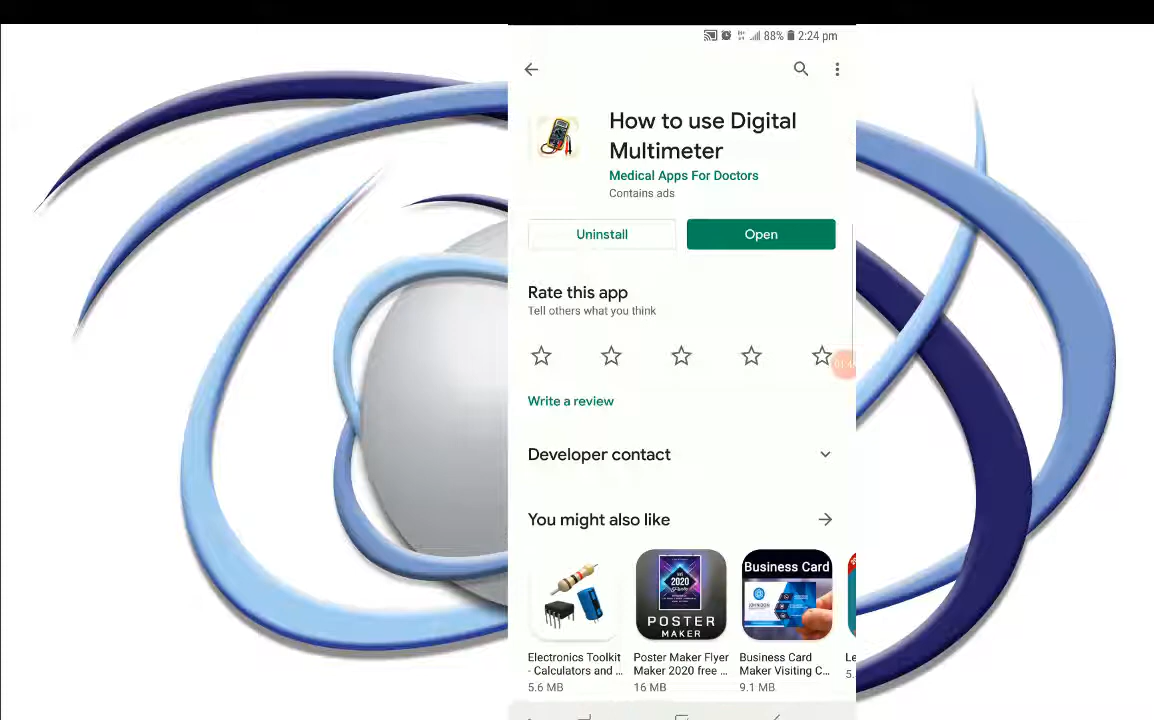 88% 2:24 pm
How to use Digital
Multimeter
Medical Apps For Doctors
Contains ads
Uninstall
Open
Rate this app
Tell others what you think
Write a review
Developer contact
You might also like
Business Card
2020
POSTER
MAKER
Electronics Toolkit
- Calculators and ...
5.6 MB
Poster Maker Flyer
Maker 2020 free ...
16 MB
Business Card
Maker Visiting C...
9.1 MB
Le
5.